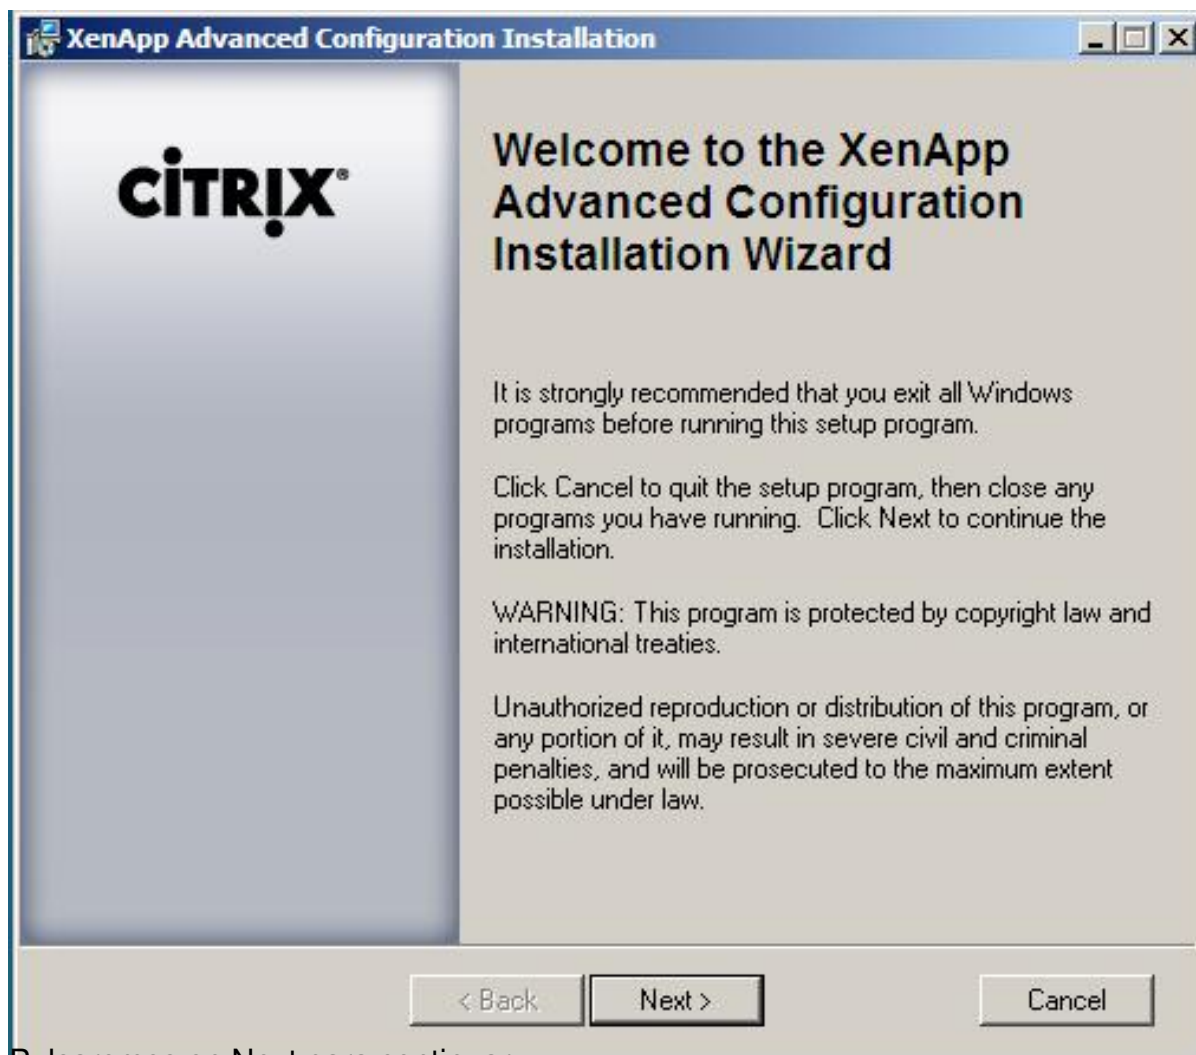 XenApp Advanced Configuration Installation
CİTRIX®
Welcome to the XenApp
Advanced Configuration
Installation Wizard
It is strongly recommended that you exit all Windows
programs before running this setup program.
Click Cancel to quit the setup program, then close any
programs you have running. Click Next to continue the
installation.
WARNING: This program is protected by copyright law and
international treaties.
Unauthorized reproduction or distribution of this program, or
any portion of it, may result in severe civil and criminal
penalties, and will be prosecuted to the maximum extent
possible under law.
< Back Next > Cancel